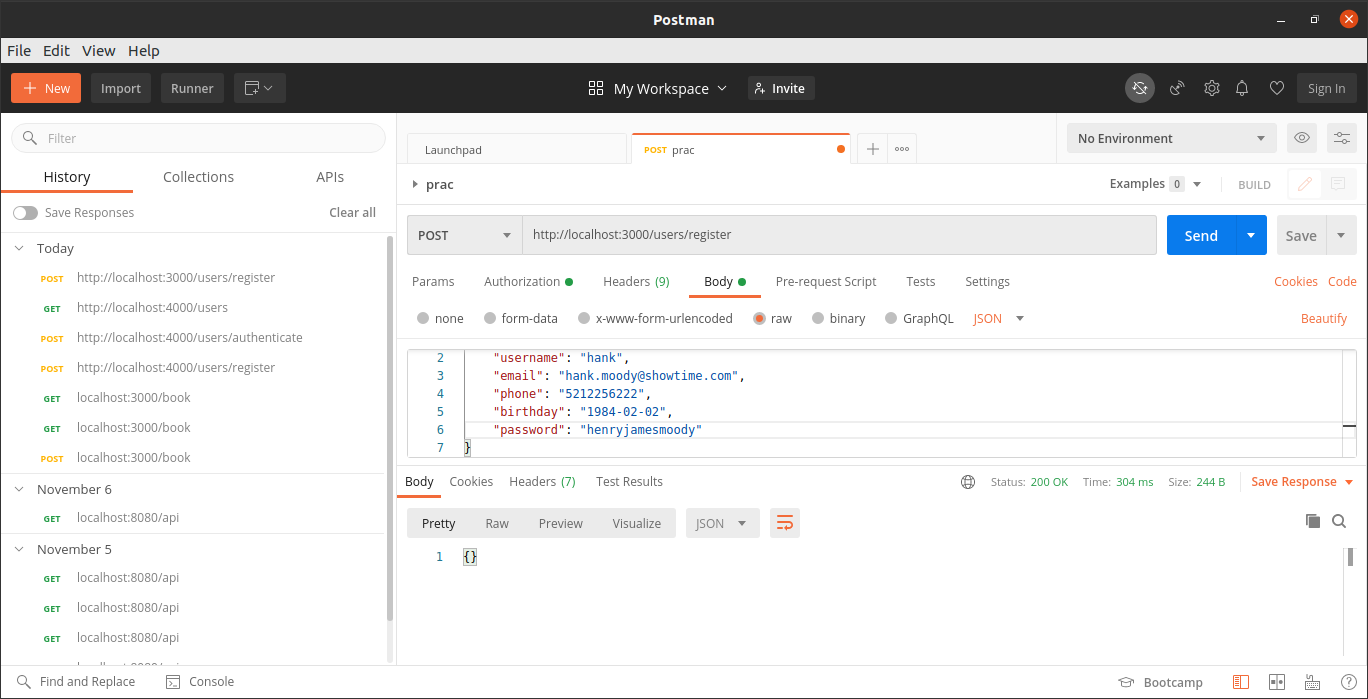 Postman
File Edit View Help
New Import Runner My Workspace Invite Sign In
Filter
History Collections APIs
Save Responses Clear all
Today
POST http://localhost:3000/users/register
GET http://localhost:4000/users
POST http://localhost:4000/users/authenticate
POST http://localhost:4000/users/register
GET localhost:3000/book
GET localhost:3000/book
POST localhost:3000/book
November 6
GET localhost:8080/api
November 5
GET localhost:8080/api
GET localhost:8080/api
GET localhost:8080/api
Launchpad POST prac No Environment
prac Examples 0 BUILD
POST http://localhost:3000/users/register Send Save
Params Authorization Headers (9) Body Pre-request Script Tests Settings Cookies Code
none form-data x-www-form-urlencoded raw binary GraphQL JSON Beautify
2 "username": "hank",
3 "email": "hank.moody@showtime.com",
4 "phone": "5212256222",
5 "birthday": "1984-02-02",
6 "password": "henryjamesmoody"
7 }
Body Cookies Headers (7) Test Results Status: 200 OK Time: 304 ms Size: 244 B Save Response
Pretty Raw Preview Visualize JSON
1 {}
Find and Replace Console Bootcamp